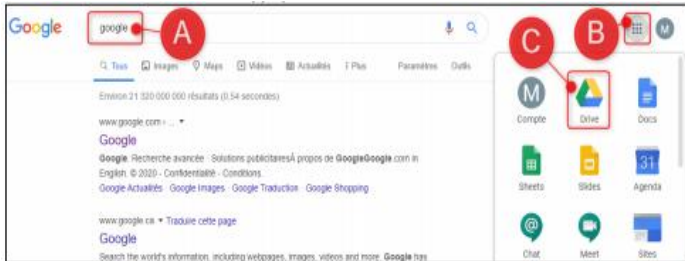 Google
google
A
B
M
Tous Images Maps Vidéos Actualités Plus Paramètres Outils
Environ 21 320 000 000 résultats (0,54 secondes)
www.google.com › ...
Google
Google. Recherche avancée · Solutions publicitairesÀ propos de GoogleGoogle.com in
English. © 2020 - Confidentialité - Conditions.
Google Actualités · Google Images · Google Traduction · Google Shopping
www.google.ca Traduire cette page
Google
Search the world's information, including webpages, images, videos and more. Google has
C
M
Compte Drive Docs
Sheets Slides 31 Agenda
Chat Meet Sites